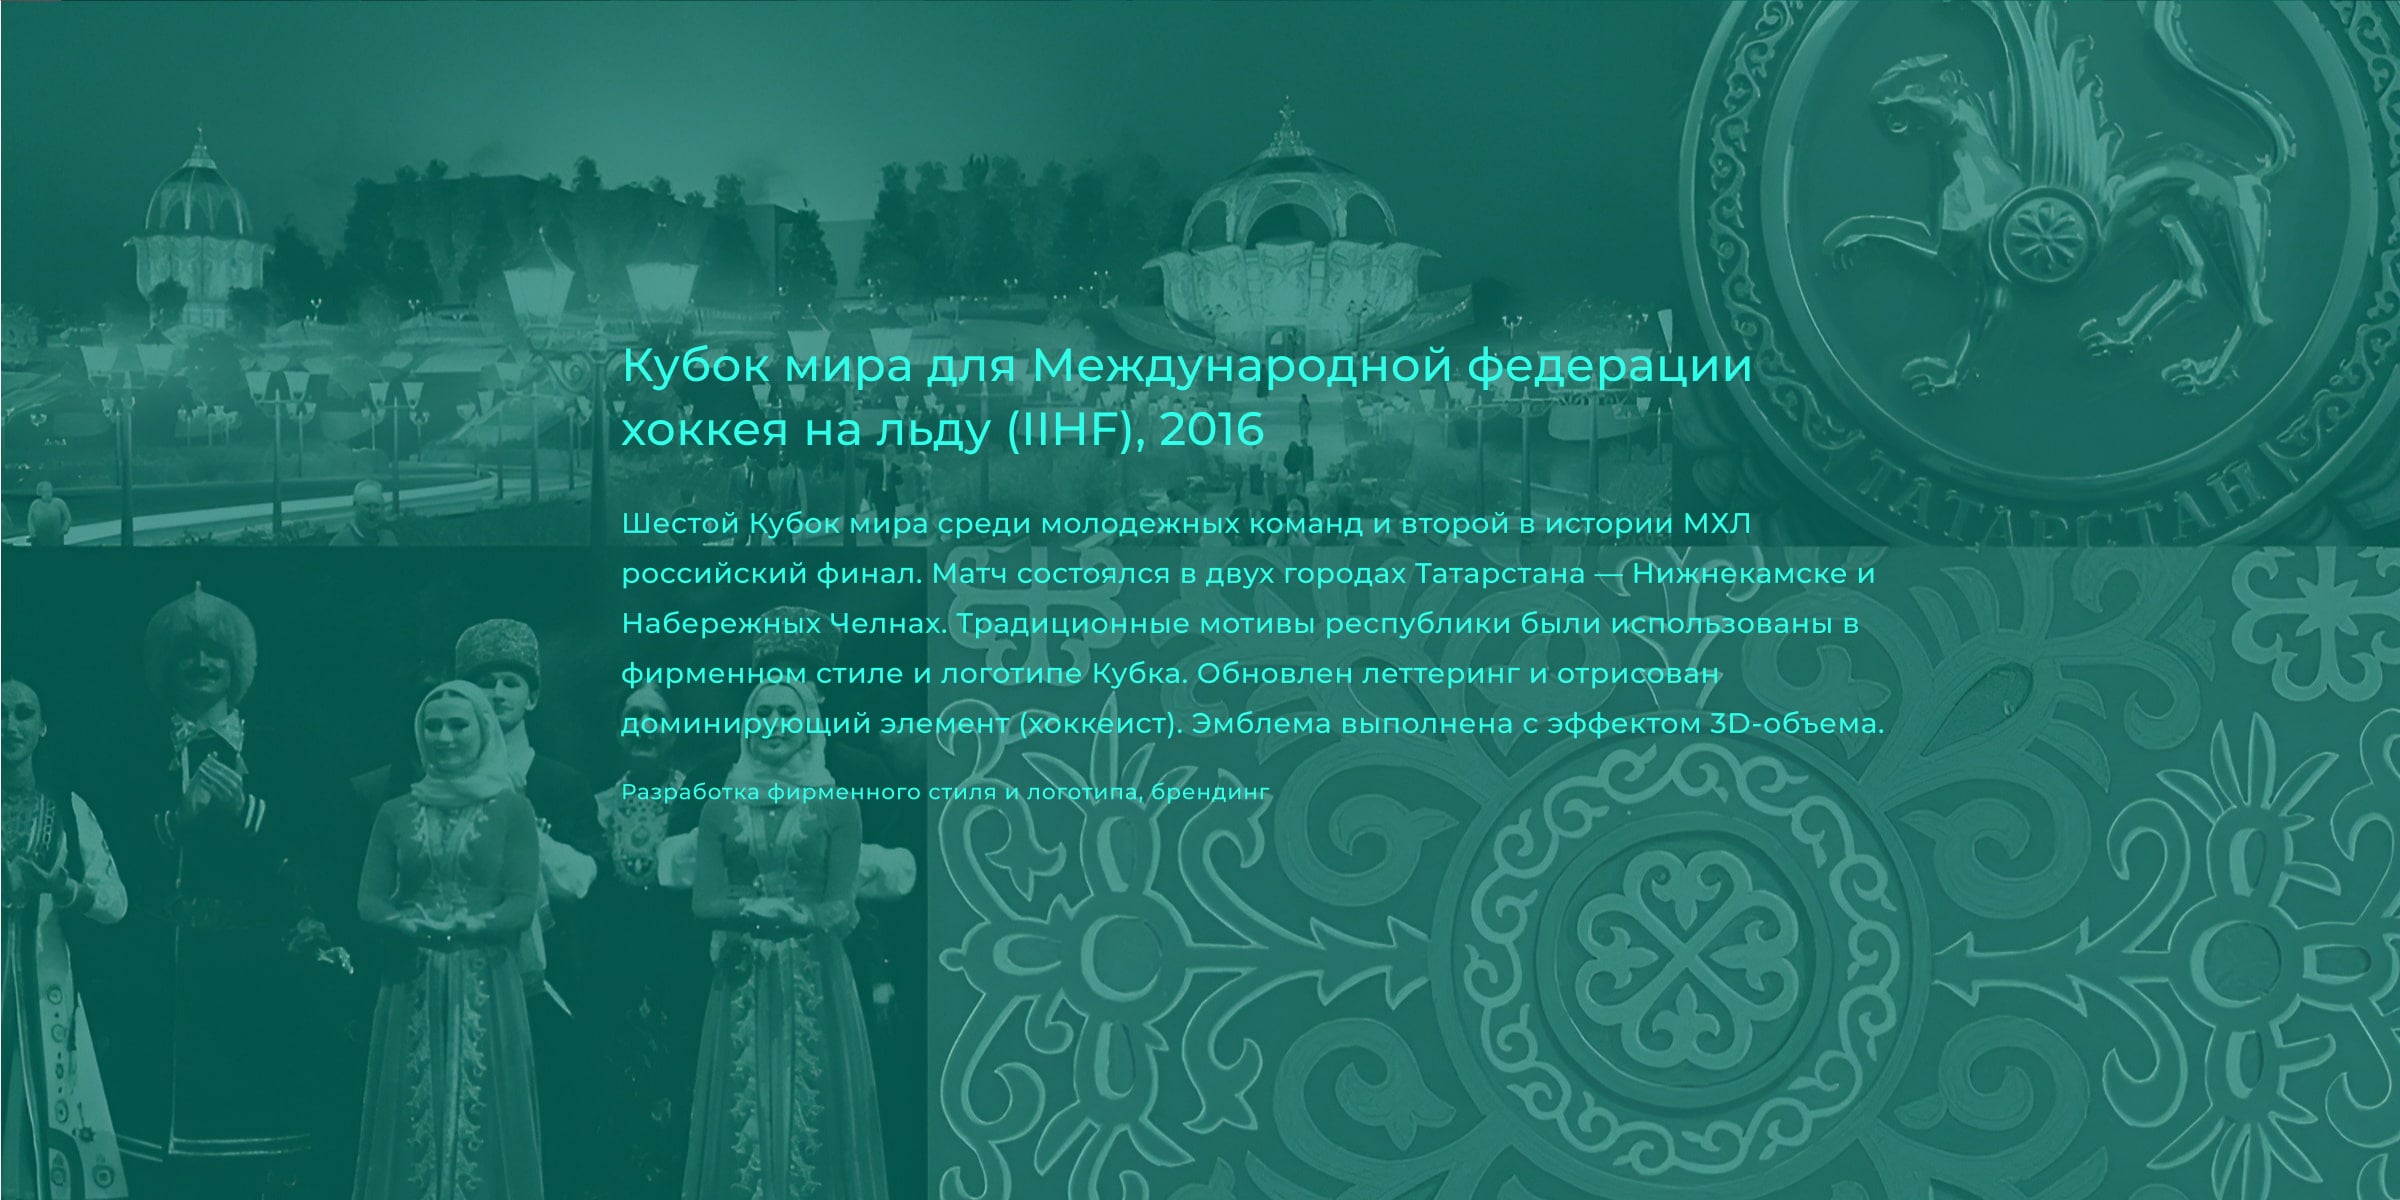 ТАТАРСТАН
Кубок мира для Международной федерации
хоккея на льду (IIHF), 2016
Шестой Кубок мира среди молодежных команд и второй в истории МХЛ
российский финал. Матч состоялся в двух городах Татарстана — Нижнекамске и
Набережных Челнах. Традиционные мотивы республики были использованы в
фирменном стиле и логотипе Кубка. Обновлен леттеринг и отрисован
доминирующий элемент (хоккеист). Эмблема выполнена с эффектом 3D-объема.
Разработка фирменного стиля и логотипа, брендинг